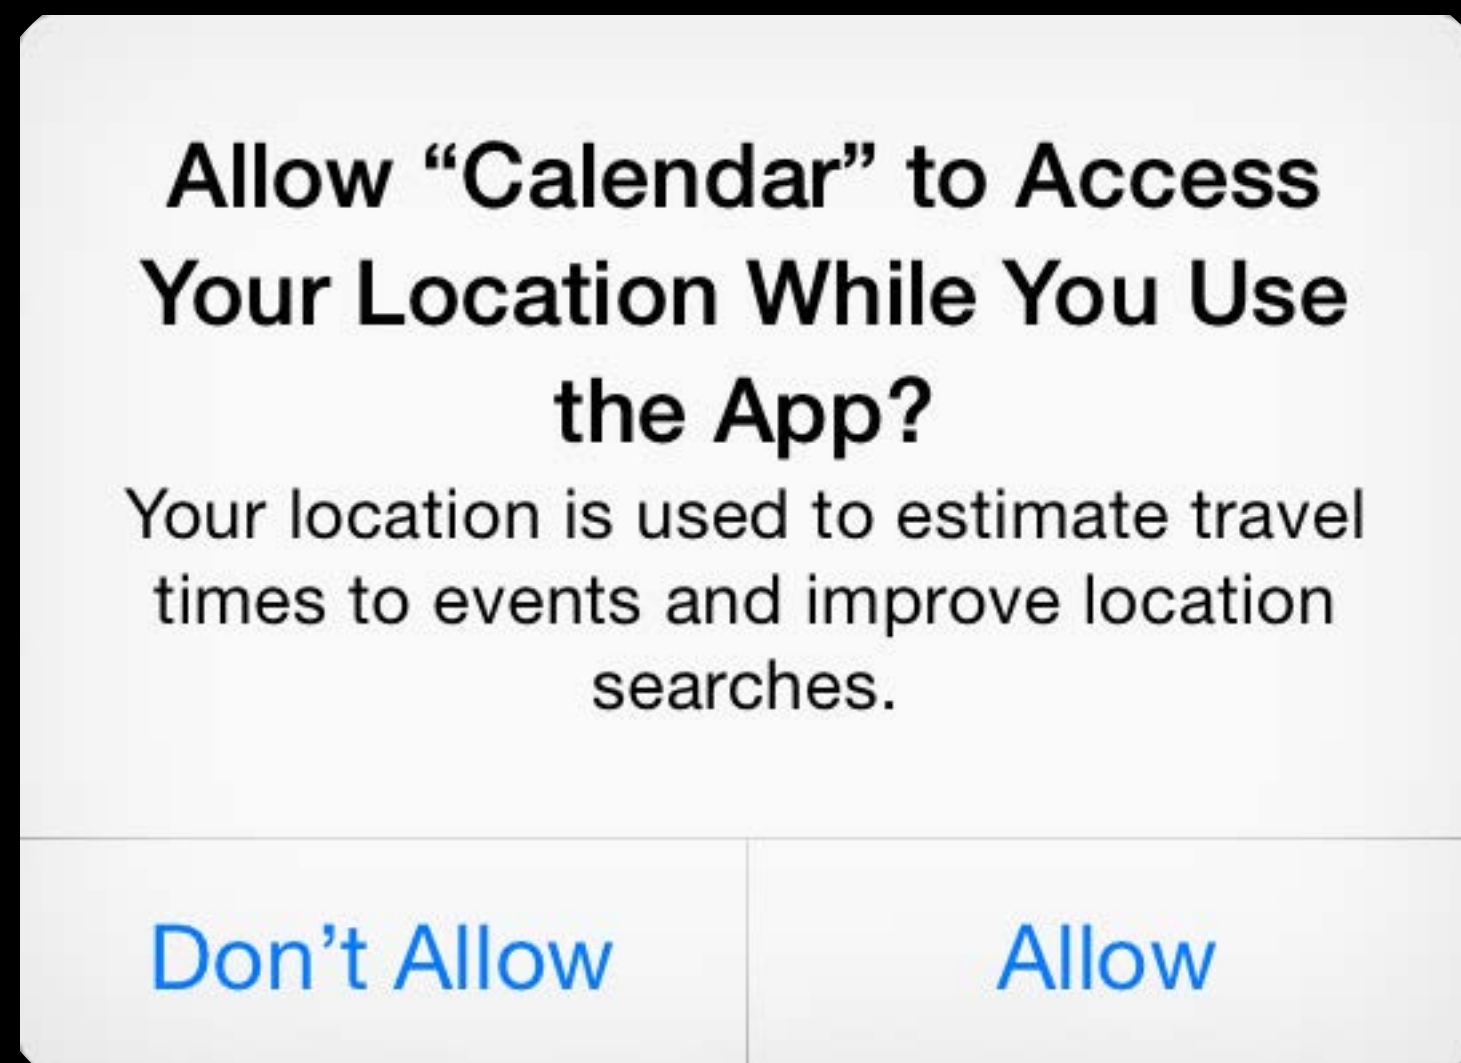 Allow “Calendar” to Access
Your Location While You Use
the App?
Your location is used to estimate travel
times to events and improve location
searches.
Don’t Allow
Allow